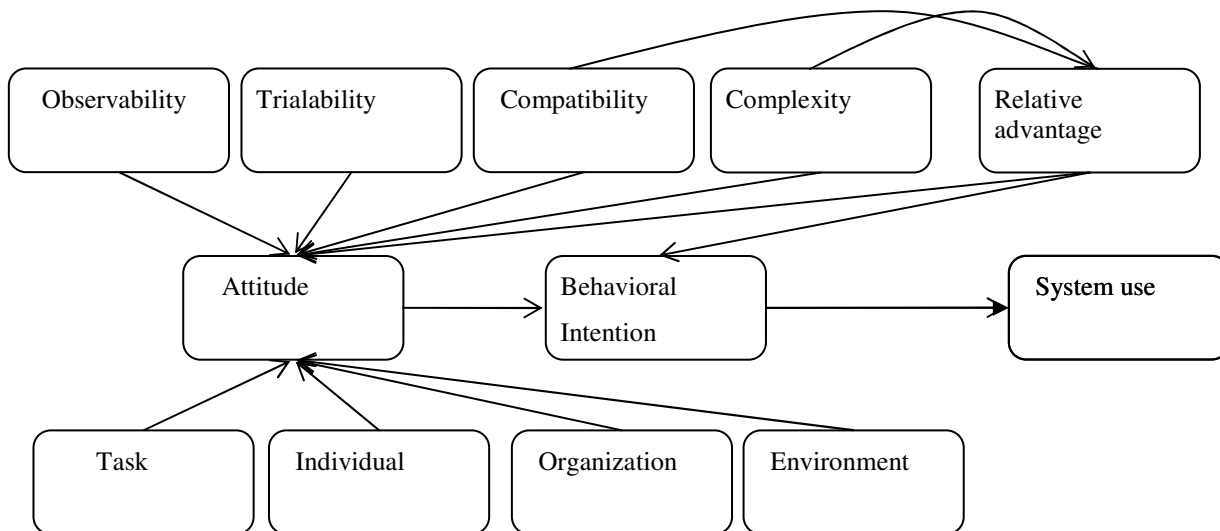 Observability
Trialability
Compatibility
Complexity
Relative
advantage
Attitude
Behavioral
Intention
System use
Task
Individual
Organization
Environment